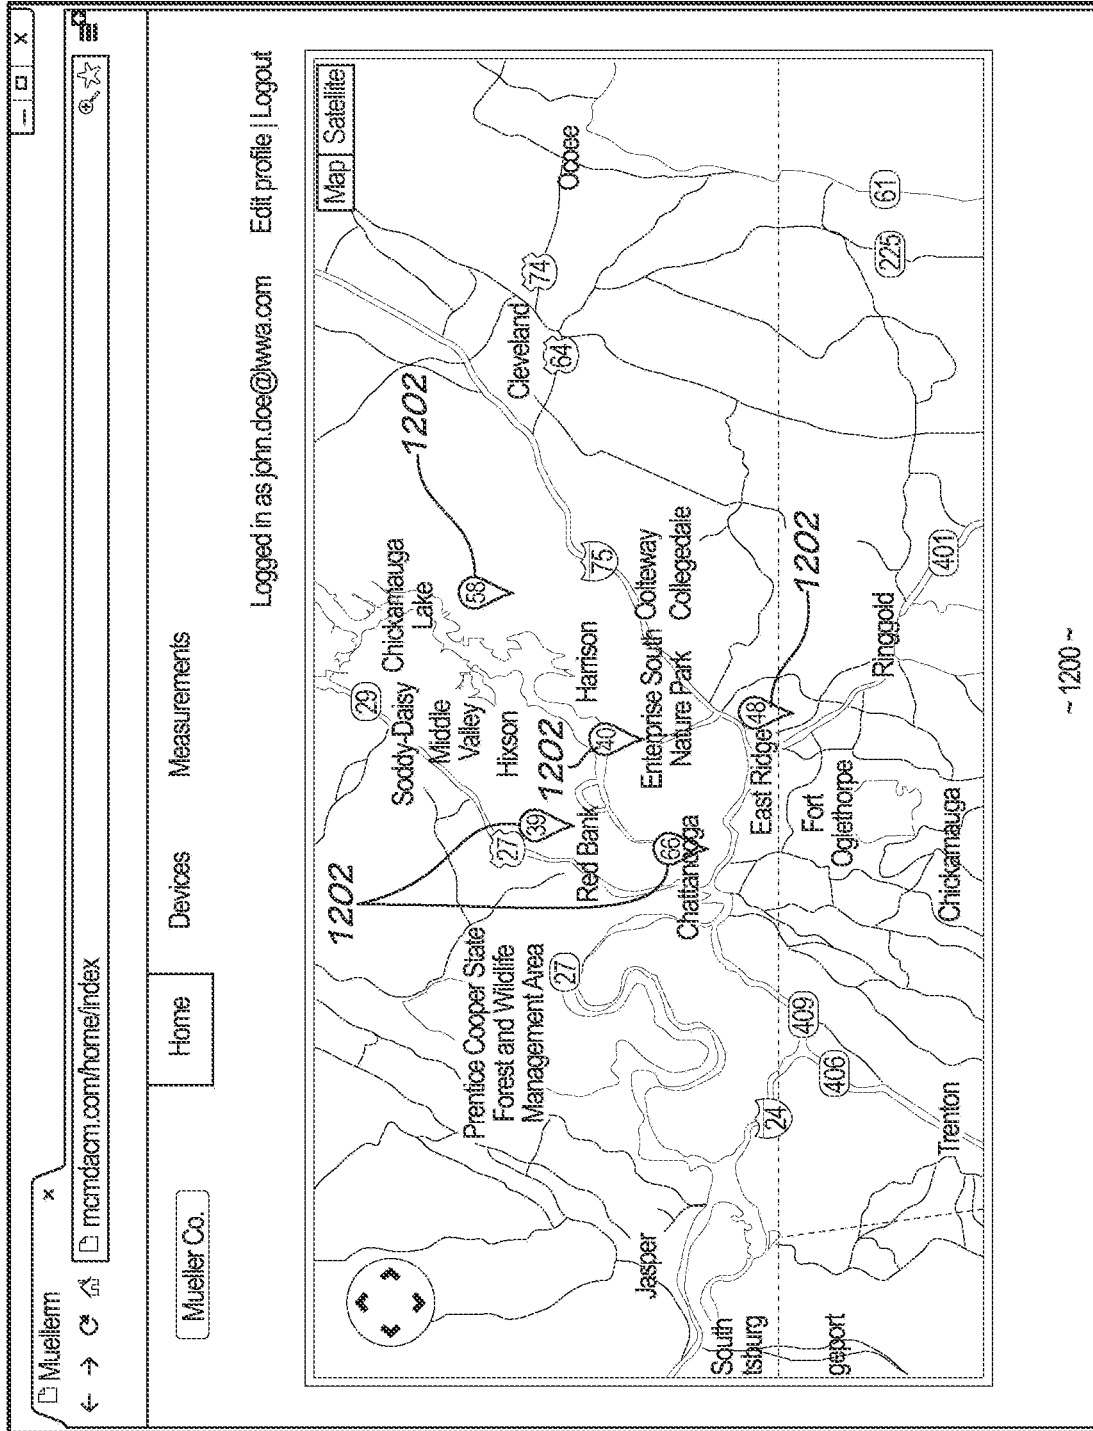 Muellerm x
mcmdacm.com/home/index
Mueller Co.
Home
Devices
Measurements
Logged in as john.doe@lwwa.com
Edit profile | Logout
Map | Satellite
1202
1202
29
Soddy-Daisy
Chickamauga
Lake
Middle
Valley
58
Prentice Cooper State
Forest and Wildlife
Management Area
27
39
Hixson
1202
Cleveland
74
64
Ocoee
27
Red Bank
40
Harrison
75
Jasper
66
Chattanooga
Enterprise South
Nature Park
Ooltewah
Collegedale
South
tsburg
24
East Ridge
48
1202
409
406
geport
Fort
Oglethorpe
Ringgold
225
61
401
Trenton
Chickamauga
~ 1200 ~